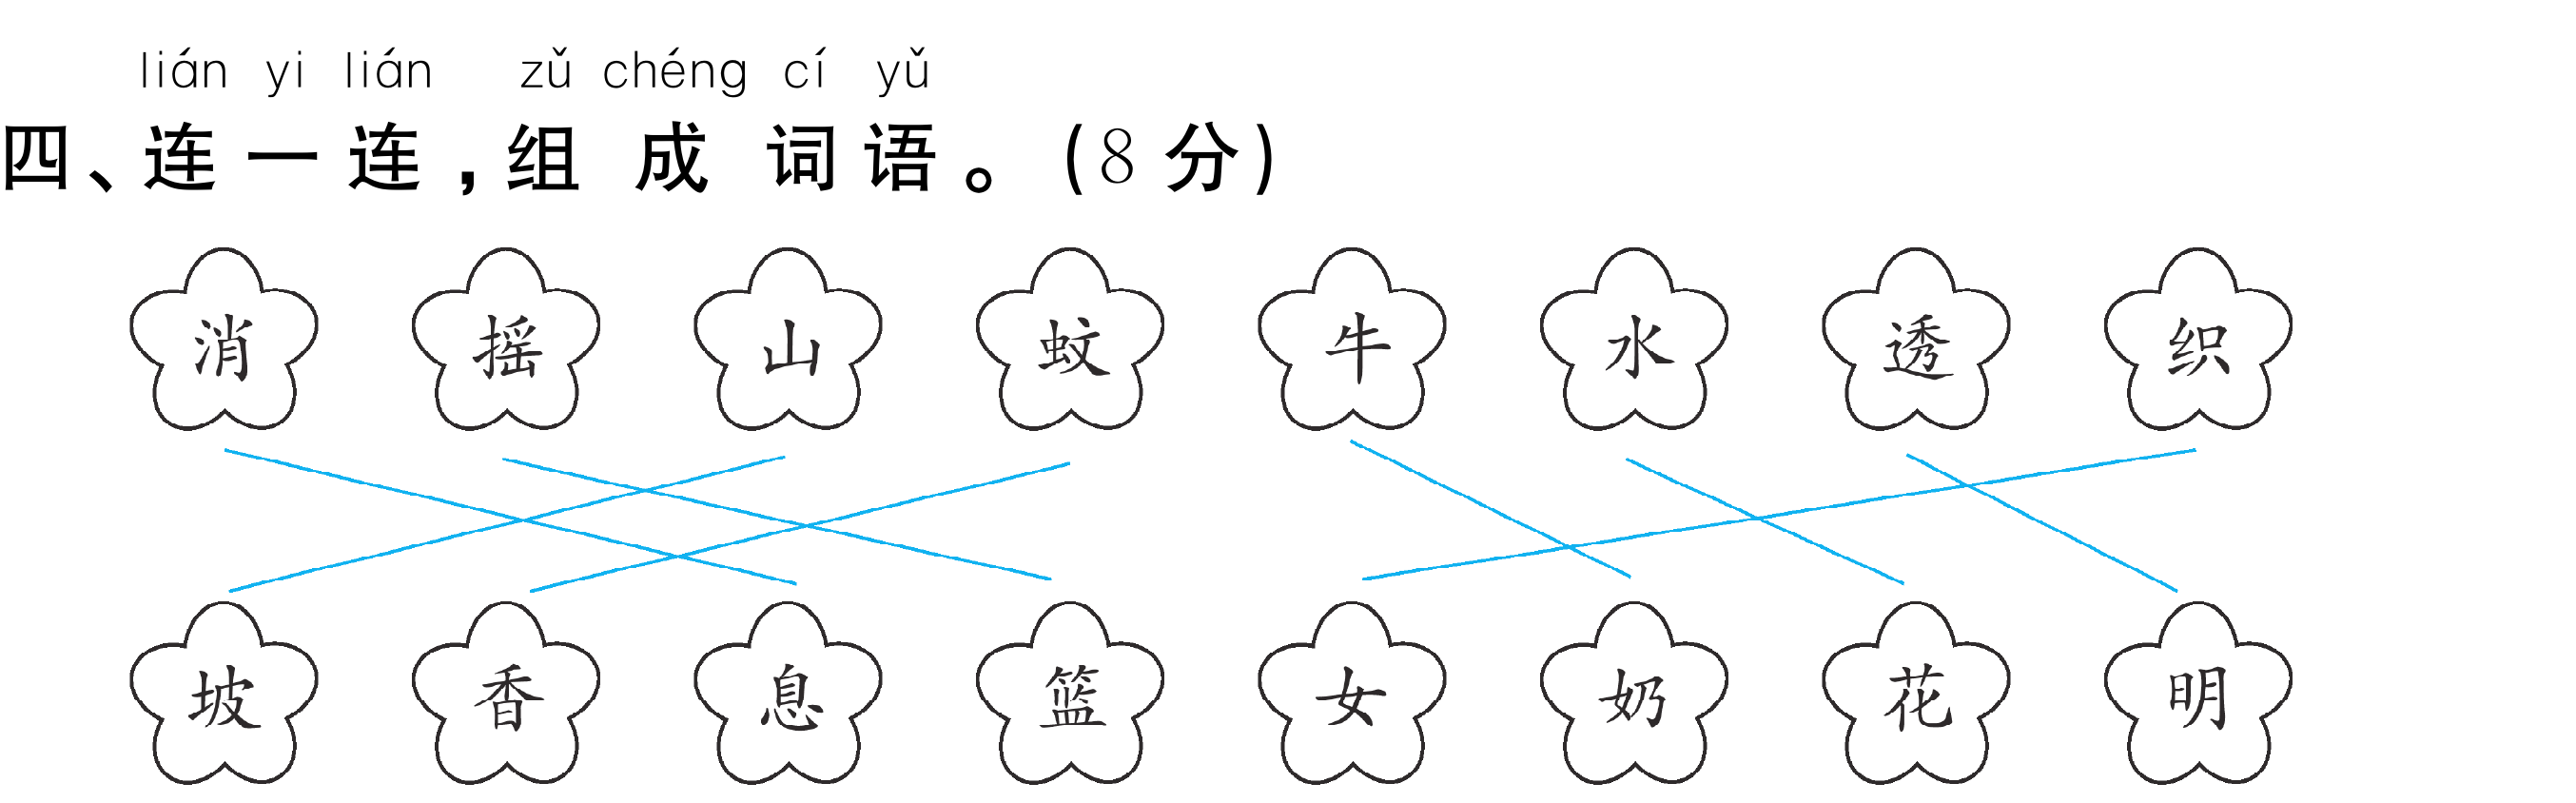 lián yi lián zǔ chéng cí yǔ
四、连一连,组成词语。(8分)
消 摇 山 蚊 牛 水 透 织
坡 香 息 篮 女 奶 花 明